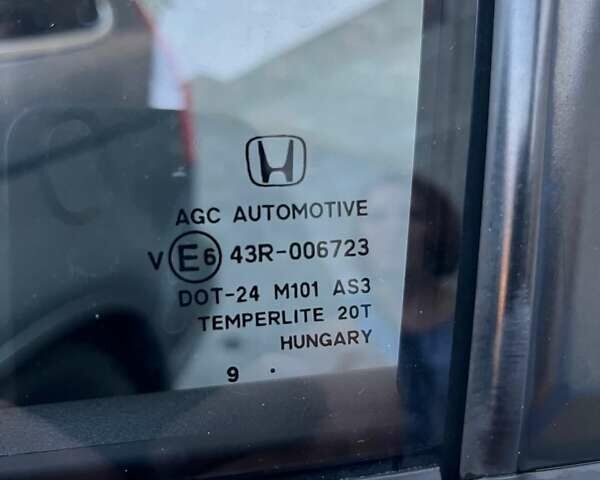 AGC AUTOMOTIVE
V E6 43R-006723
DOT-24 M101 AS3
TEMPERLITE 20T
HUNGARY
9 .